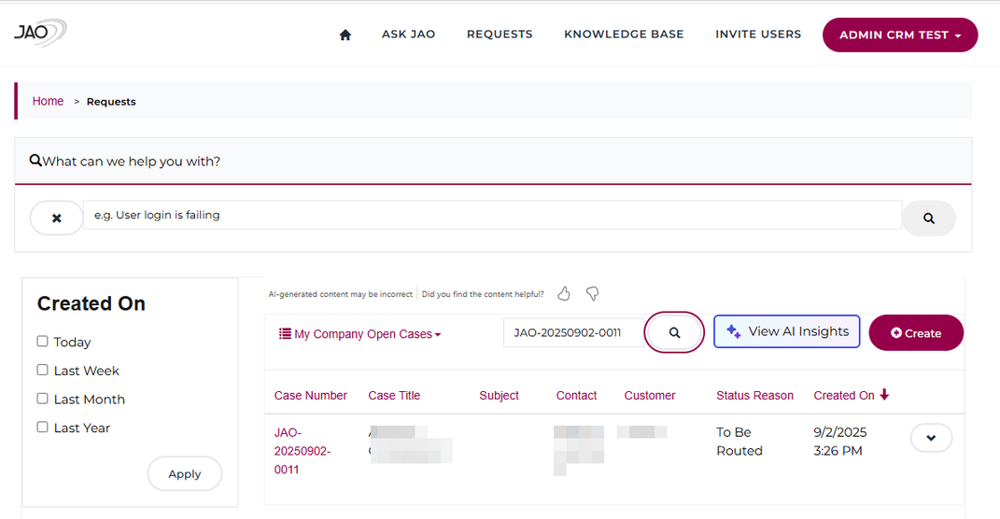 JAO
ASK JAO REQUESTS KNOWLEDGE BASE INVITE USERS ADMIN CRM TEST
Home > Requests
What can we help you with?
e.g. User login is failing
Created On
Today
Last Week
Last Month
Last Year
Apply
AI-generated content may be incorrect Did you find the content helpful?
My Company Open Cases JAO-20250902-0011 View AI Insights Create
Case Number Case Title Subject Contact Customer Status Reason Created On
JAO- To Be 9/2/2025
20250902- Routed 3:26 PM
0011